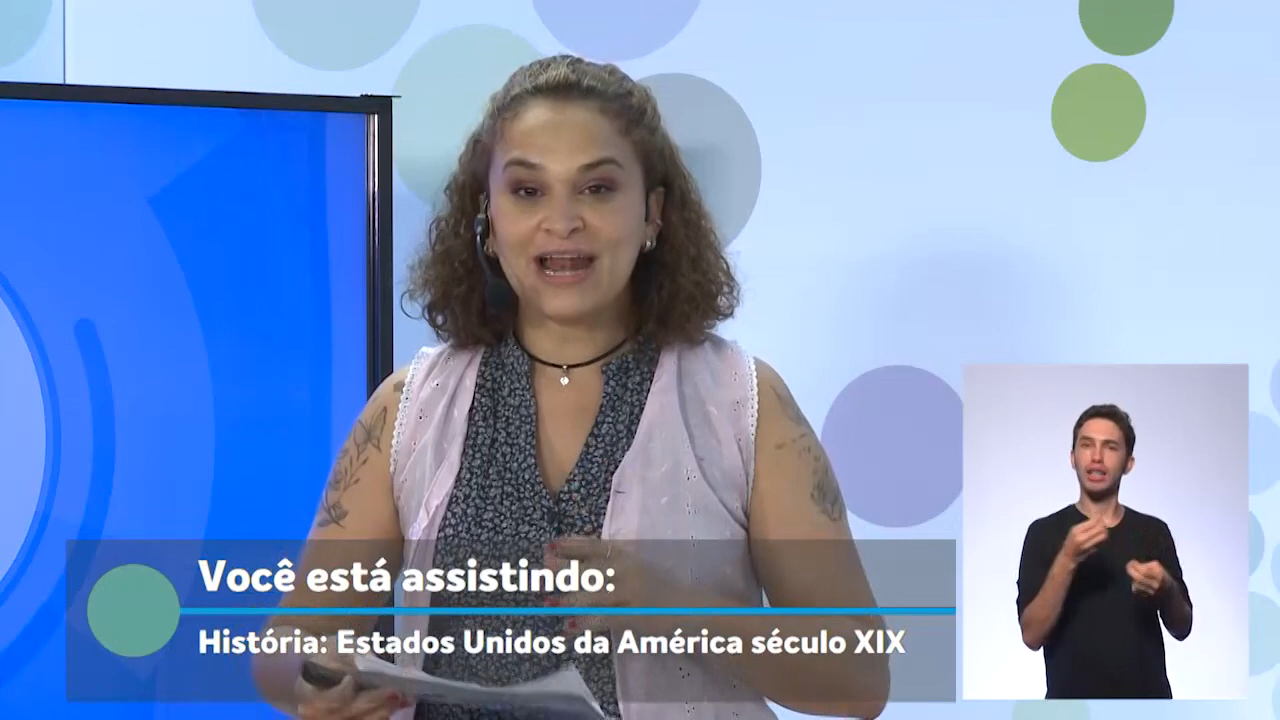 Você está assistindo:
História: Estados Unidos da América século XIX